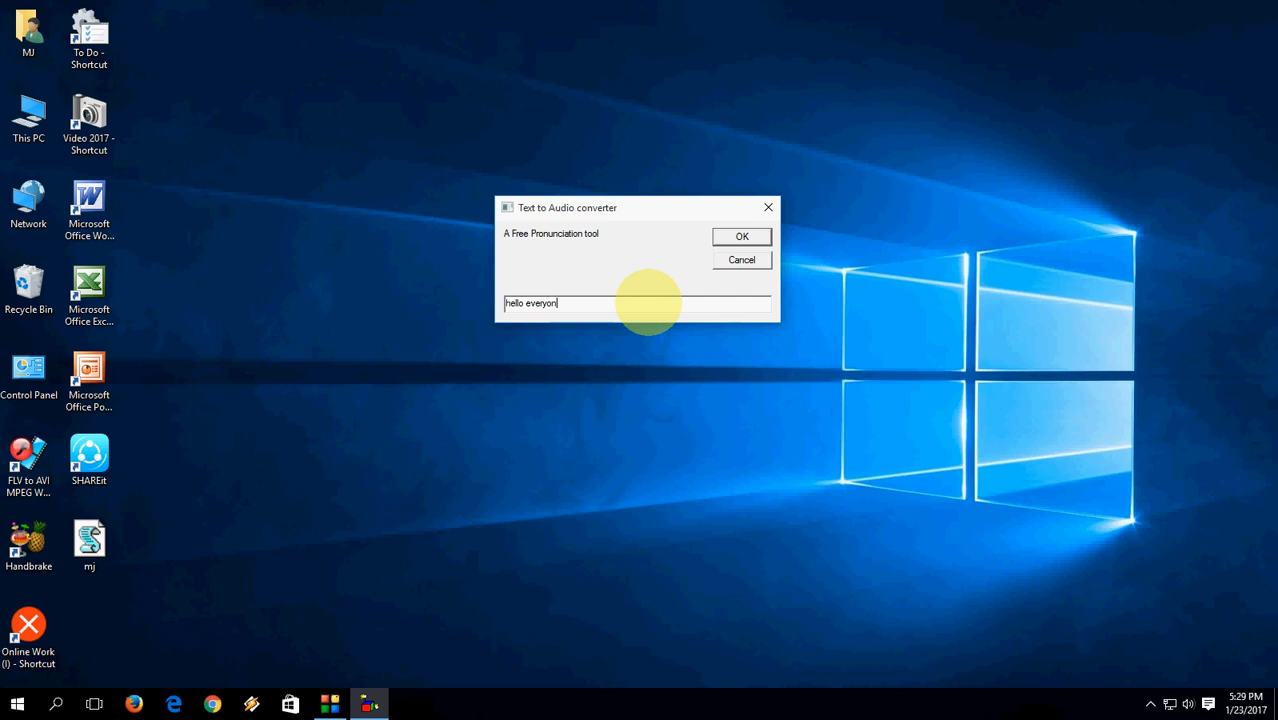 MJ
To Do -
Shortcut
This PC
Video 2017 -
Shortcut
Network
Microsoft
Office Wo...
Recycle Bin
Microsoft
Office Exc...
Control Panel
Microsoft
Office Po...
FLV to AVI
MPEG W...
SHAREit
Handbrake
mj
Online Work
(I) - Shortcut
Text to Audio converter
A Free Pronunciation tool
OK
Cancel
hello everyon
5:29 PM
1/23/2017